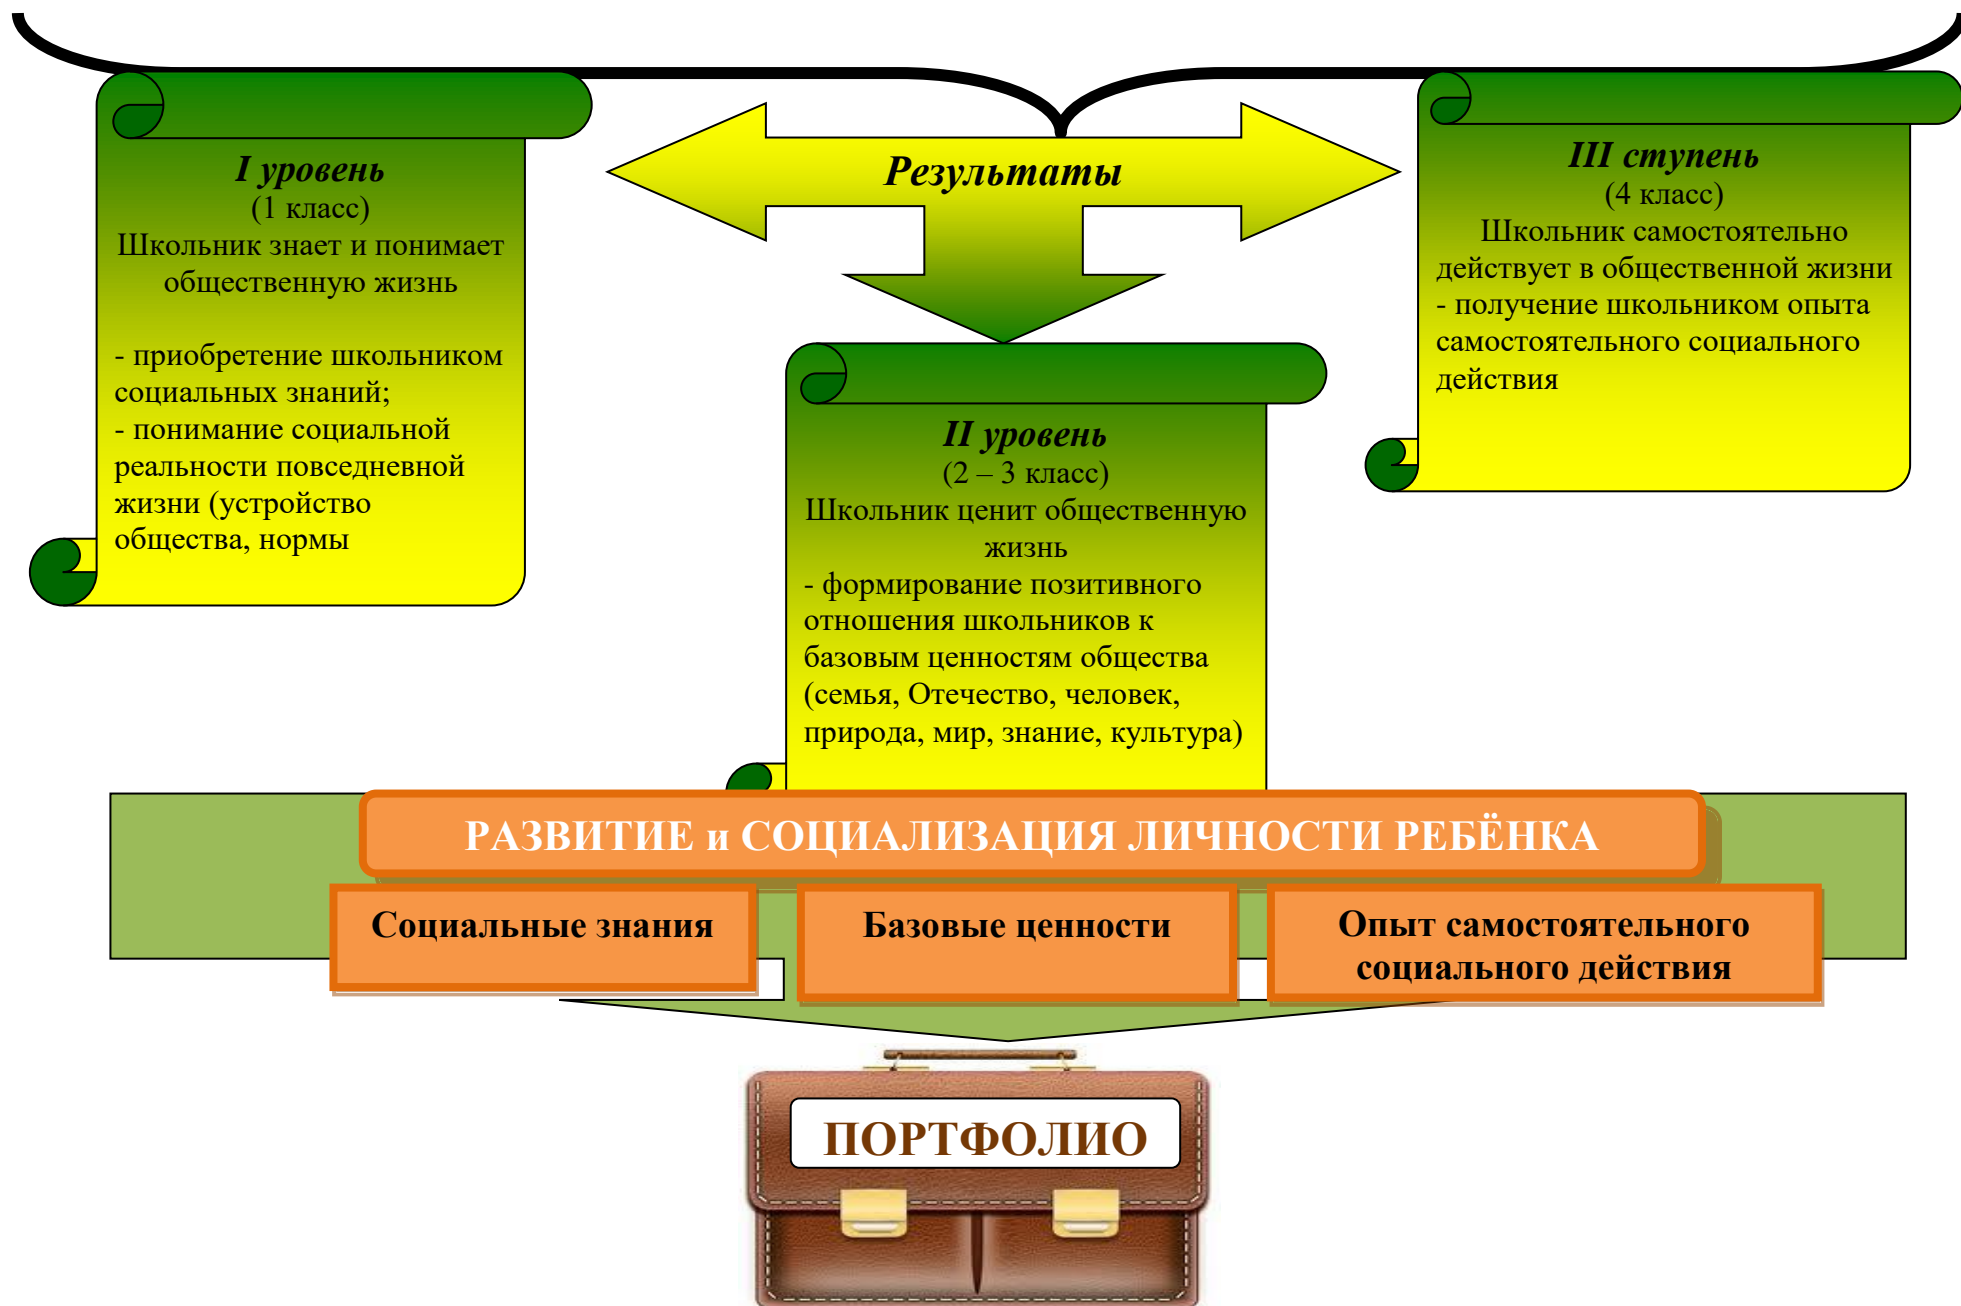 Результаты
I уровень
(1 класс)
Школьник знает и понимает
общественную жизнь
- приобретение школьником
социальных знаний;
- понимание социальной
реальности повседневной
жизни (устройство
общества, нормы
II уровень
(2 – 3 класс)
Школьник ценит общественную
жизнь
- формирование позитивного
отношения школьников к
базовым ценностям общества
(семья, Отечество, человек,
природа, мир, знание, культура)
III ступень
(4 класс)
Школьник самостоятельно
действует в общественной жизни
- получение школьником опыта
самостоятельного социального
действия
РАЗВИТИЕ и СОЦИАЛИЗАЦИЯ ЛИЧНОСТИ РЕБЁНКА
Социальные знания
Базовые ценности
Опыт самостоятельного
социального действия
ПОРТФОЛИО